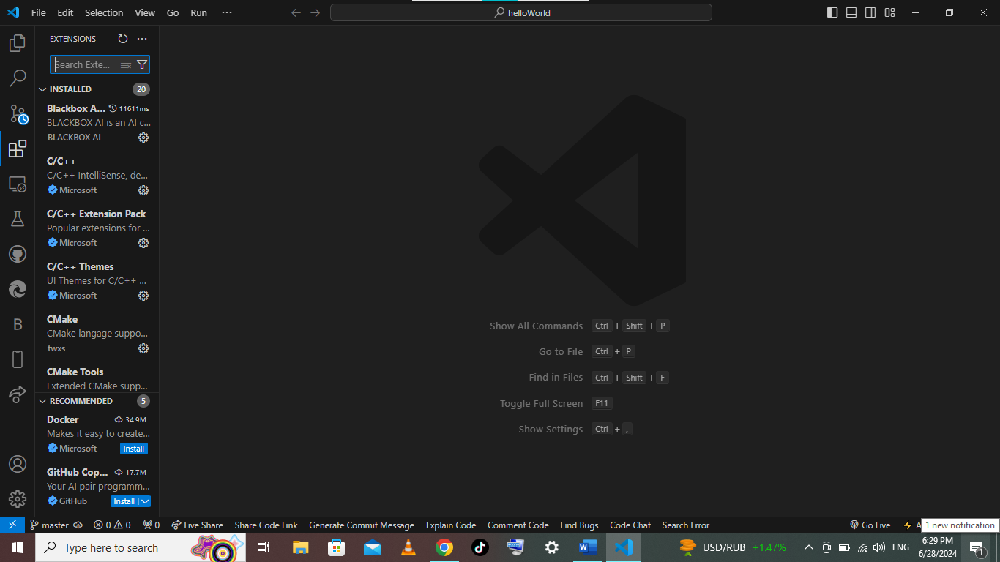 File Edit Selection View Go Run ···
helloWorld
EXTENSIONS
Search Exte...
INSTALLED 20
Blackbox A... 11611ms
BLACKBOX AI is an AI c...
BLACKBOX AI
C/C++
C/C++ IntelliSense, de...
Microsoft
C/C++ Extension Pack
Popular extensions for ...
Microsoft
C/C++ Themes
UI Themes for C/C++ ...
Microsoft
CMake
CMake langage suppo...
twxs
CMake Tools
Extended CMake supp...
RECOMMENDED 5
Docker 34.9M
Makes it easy to create...
Microsoft Install
GitHub Cop... 17.7M
Your AI pair programm...
GitHub Install
B
Show All Commands Ctrl + Shift + P
Go to File Ctrl + P
Find in Files Ctrl + Shift + F
Toggle Full Screen F11
Show Settings Ctrl + ,
master 0 0 0 Live Share Share Code Link Generate Commit Message Explain Code Comment Code Find Bugs Code Chat Search Error Go Live
1 new notification
Type here to search
USD/RUB +1.47%
ENG
6:29 PM
6/28/2024
1